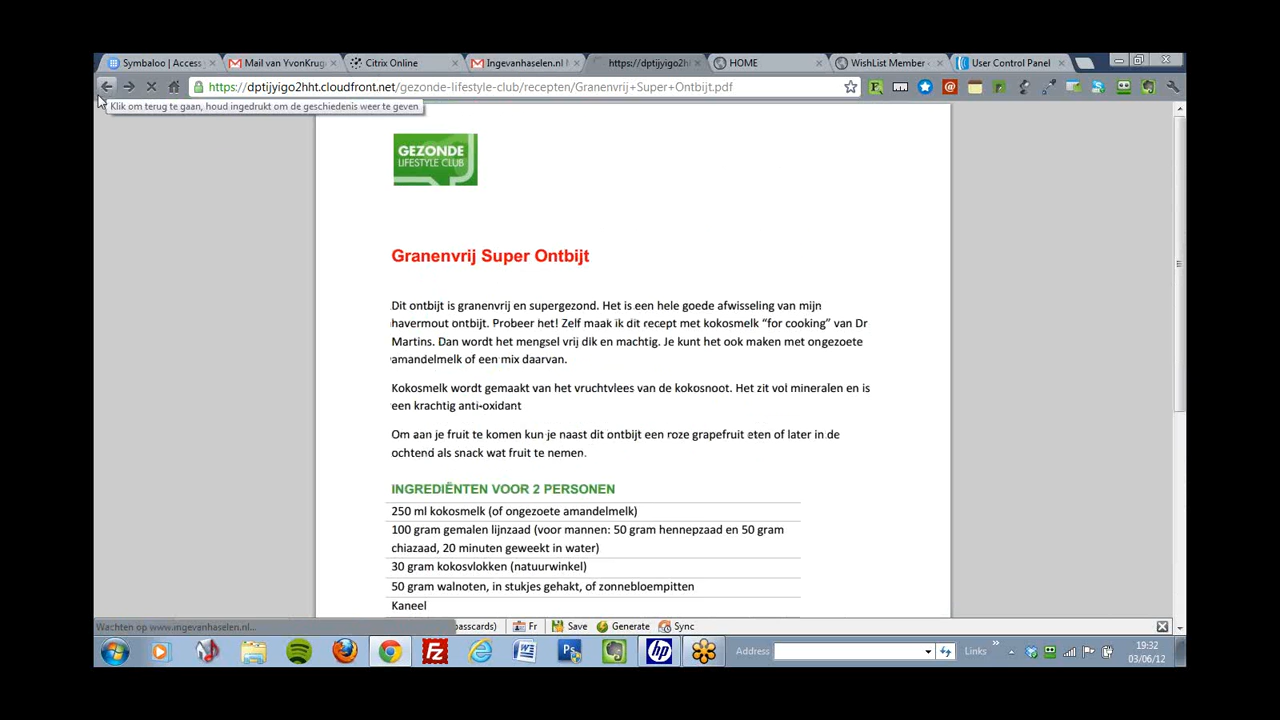 Symbaloo | Access
Mail van YvonKrug
Citrix Online
Ingevanhaselen.nl
https://dptijyigo2h
HOME
WishList Member
User Control Panel
https://dptijyigo2hht.cloudfront.net/gezonde-lifestyle-club/recepten/Granenvrij+Super+Ontbijt.pdf
Klik om terug te gaan, houd ingedrukt om de geschiedenis weer te geven
GEZONDE
LIFESTYLE CLUB
Granenvrij Super Ontbijt
Dit ontbijt is granenvrij en supergezond. Het is een hele goede afwisseling van mijn
havermout ontbijt. Probeer het! Zelf maak ik dit recept met kokosmelk “for cooking” van Dr
Martins. Dan wordt het mengsel vrij dik en machtig. Je kunt het ook maken met ongezoete
amandelmelk of een mix daarvan.
Kokosmelk wordt gemaakt van het vruchtvlees van de kokosnoot. Het zit vol mineralen en is
een krachtig anti-oxidant
Om aan je fruit te komen kun je naast dit ontbijt een roze grapefruit eten of later in de
ochtend als snack wat fruit te nemen.
INGREDIËNTEN VOOR 2 PERSONEN
250 ml kokosmelk (of ongezoete amandelmelk)
100 gram gemalen lijnzaad (voor mannen: 50 gram hennepzaad en 50 gram
chiazaad, 20 minuten geweekt in water)
30 gram kokosvlokken (natuurwinkel)
50 gram walnoten, in stukjes gehakt, of zonnebloempitten
Kaneel
Wachten op www.ingevanhaselen.nl...
passcards) Fr Save Generate Sync
Address Links » 19:32
03/06/12